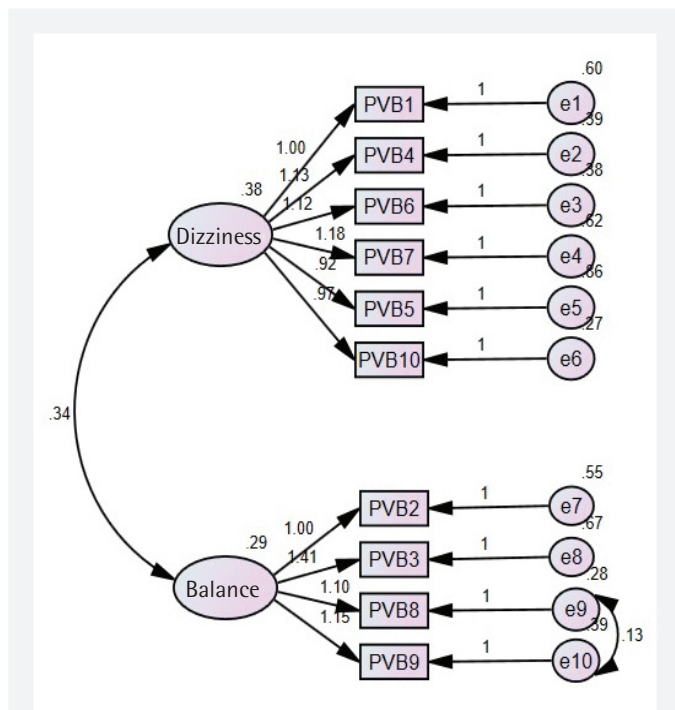 .60
PVB1
1
e1
1.00
.39
PVB4
1
e2
1.13
.38
.38
PVB6
1
e3
1.12
.62
Dizziness
PVB7
1
e4
1.18
.86
.92
PVB5
1
e5
.97
.27
PVB10
1
e6
.34
.55
PVB2
1
e7
1.00
.67
.29
PVB3
1
e8
1.41
.28
1.10
Balance
PVB8
1
e9
1.15
.39
.13
PVB9
1
e10